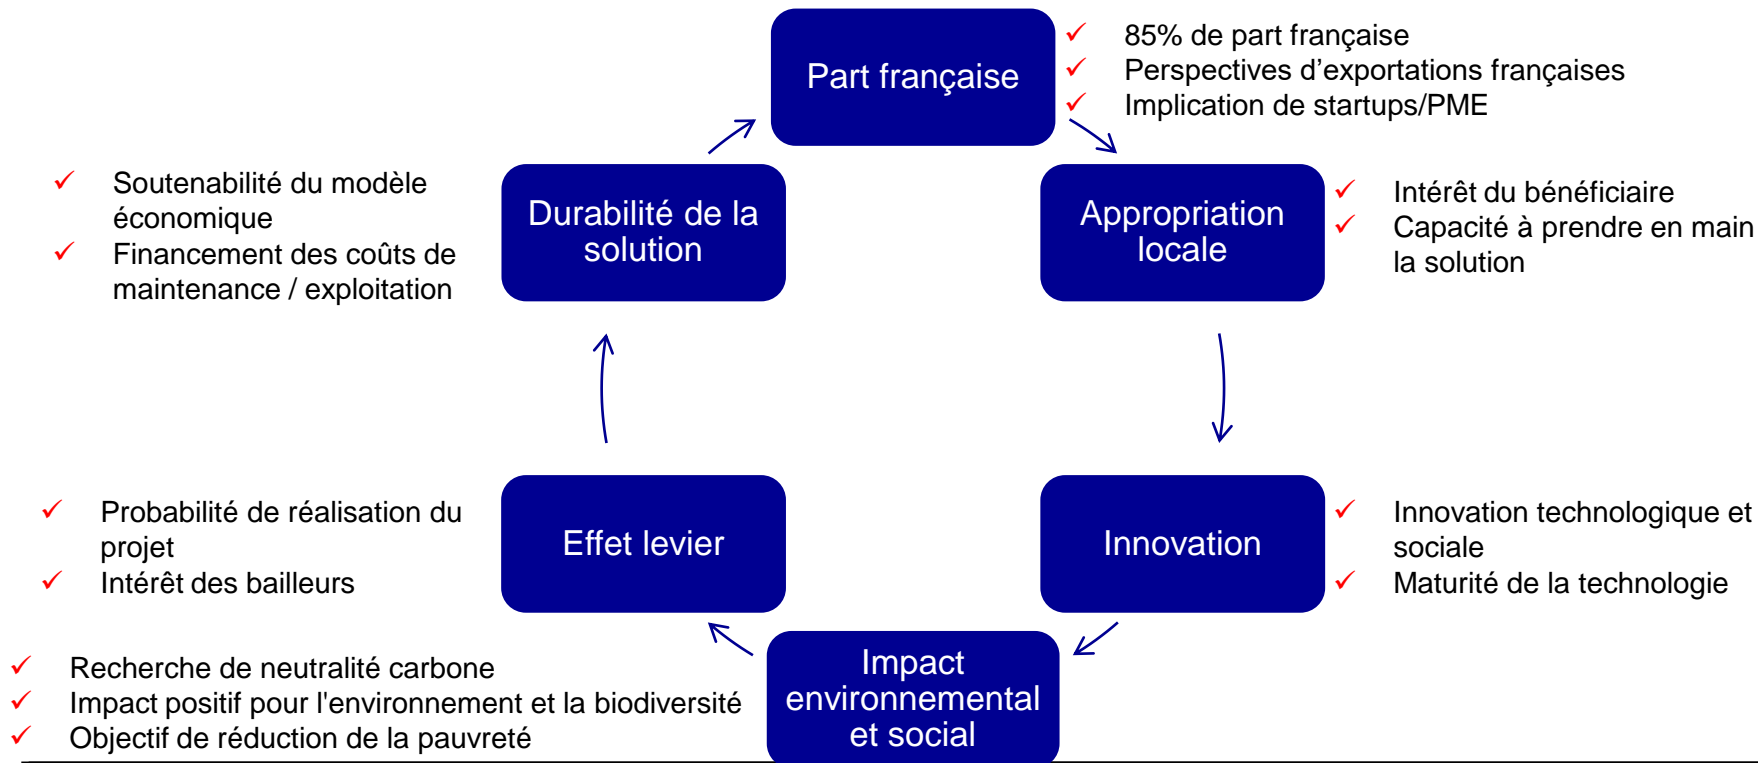 Part française
85% de part française
Perspectives d’exportations françaises
Implication de startups/PME
Appropriation
locale
Intérêt du bénéficiaire
Capacité à prendre en main
la solution
Innovation
Innovation technologique et
sociale
Maturité de la technologie
Impact
environnemental
et social
Recherche de neutralité carbone
Impact positif pour l'environnement et la biodiversité
Objectif de réduction de la pauvreté
Effet levier
Probabilité de réalisation du
projet
Intérêt des bailleurs
Durabilité de la
solution
Soutenabilité du modèle
économique
Financement des coûts de
maintenance / exploitation